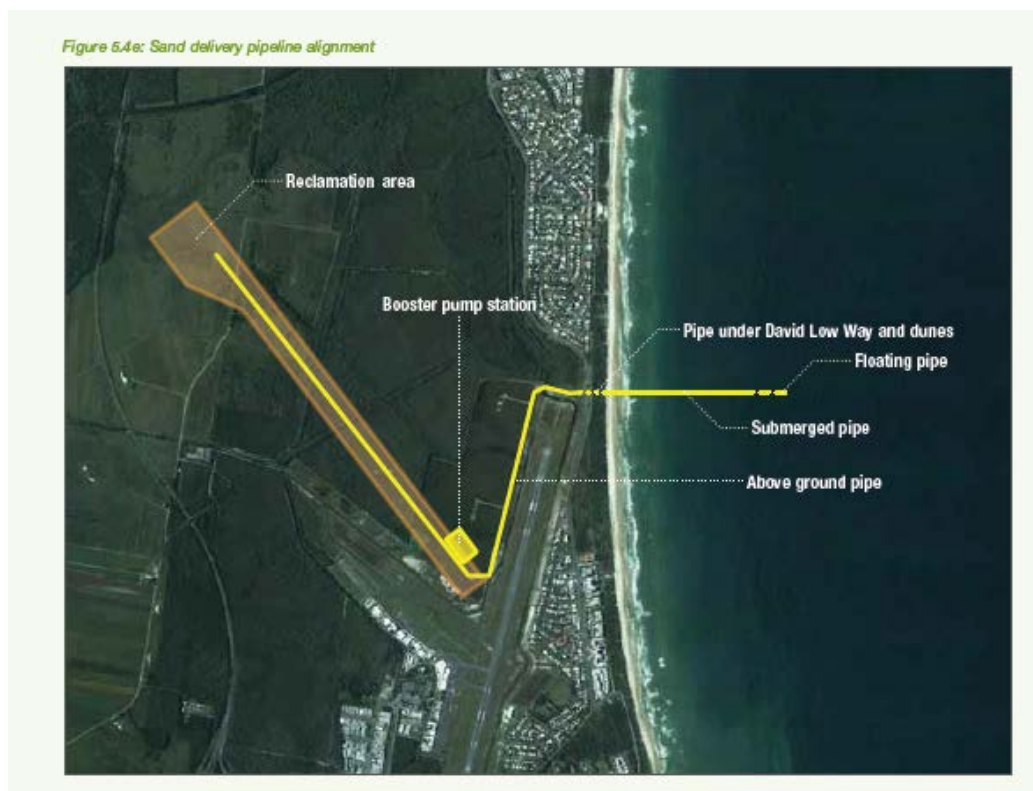 Figure 5.4e: Sand delivery pipeline alignment
Reclamation area
Booster pump station
Pipe under David Low Way and dunes
Floating pipe
Submerged pipe
Above ground pipe